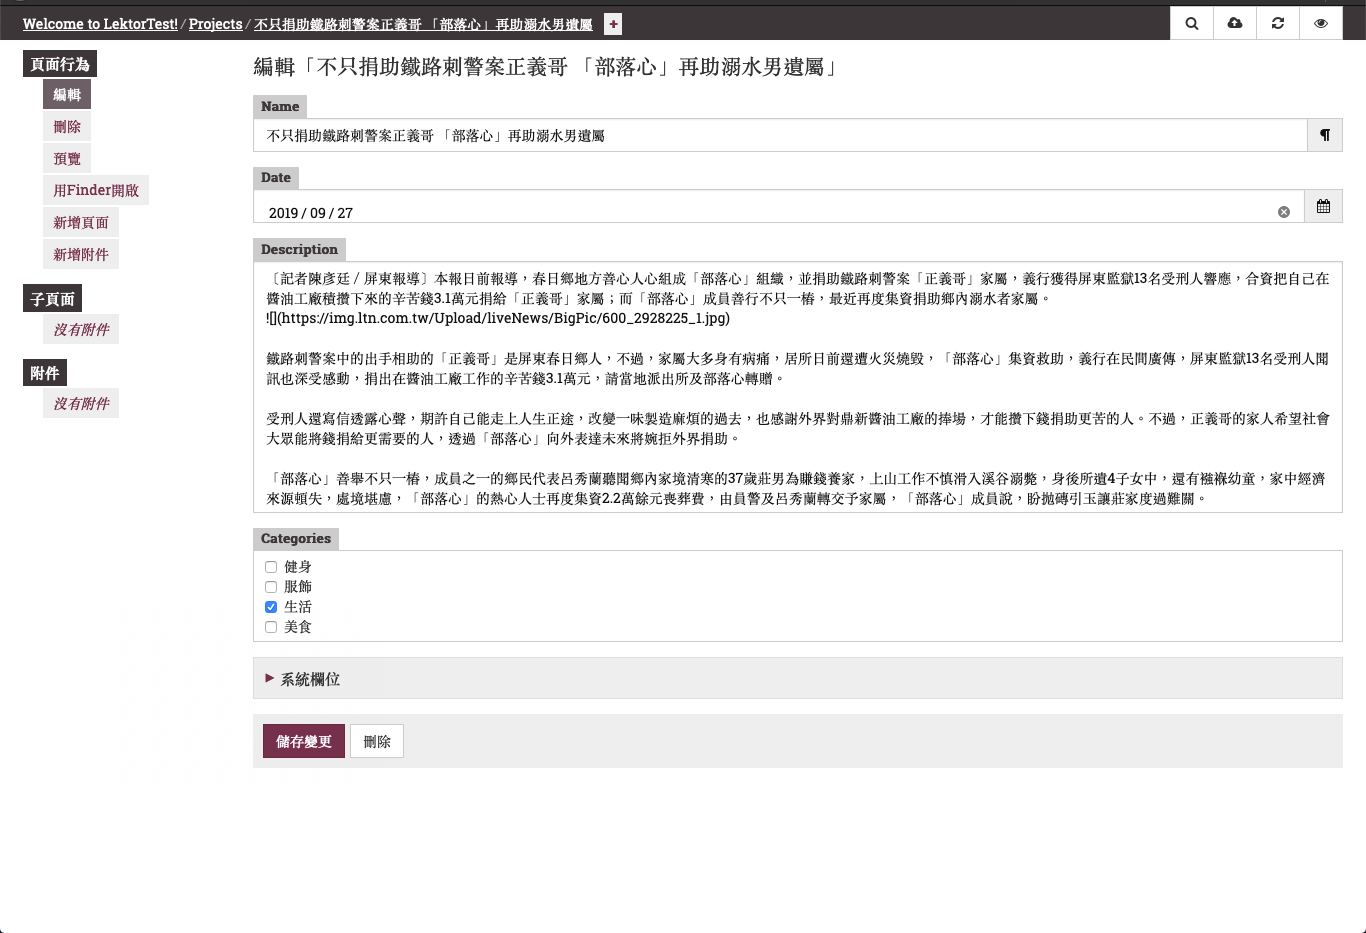 Welcome to LektorTest! / Projects / 不只捐助鐵路刺警案正義哥 「部落心」再助溺水男遺屬 +
頁面行為
編輯
刪除
預覽
用Finder開啟
新增頁面
新增附件
子頁面
沒有附件
附件
沒有附件
編輯「不只捐助鐵路刺警案正義哥 「部落心」再助溺水男遺屬」
Name
不只捐助鐵路刺警案正義哥 「部落心」再助溺水男遺屬
¶
Date
2019 / 09 / 27
Description
〔記者陳彥廷 / 屏東報導〕本報日前報導，春日鄉地方善心人心組成「部落心」組織，並捐助鐵路刺警案「正義哥」家屬，義行獲得屏東監獄13名受刑人響應，合資把自己在
醬油工廠積攢下來的辛苦錢3.1萬元捐給「正義哥」家屬；而「部落心」成員善行不只一樁，最近再度集資捐助鄉內溺水者家屬。
![](https://img.ltn.com.tw/Upload/liveNews/BigPic/600_2928225_1.jpg)
鐵路刺警案中的出手相助的「正義哥」是屏東春日鄉人，不過，家屬大多身有病痛，居所日前還遭火災燒毀，「部落心」集資救助，義行在民間廣傳，屏東監獄13名受刑人聞
訊也深受感動，捐出在醬油工廠工作的辛苦錢3.1萬元，請當地派出所及部落心轉贈。
受刑人還寫信透露心聲，期許自己能走上人生正途，改變一味製造麻煩的過去，也感謝外界對鼎新醬油工廠的捧場，才能攢下錢捐助更苦的人。不過，正義哥的家人希望社會
大眾能將錢捐給更需要的人，透過「部落心」向外表達未來將婉拒外界捐助。
「部落心」善舉不只一樁，成員之一的鄉民代表呂秀蘭聽聞鄉內家境清寒的37歲莊男為賺錢養家，上山工作不慎滑入溪谷溺斃，身後所遺4子女中，還有襁褓幼童，家中經濟
來源頓失，處境堪慮，「部落心」的熱心人士再度集資2.2萬餘元喪葬費，由員警及呂秀蘭轉交予家屬，「部落心」成員說，盼拋磚引玉讓莊家度過難關。
Categories
健身
服飾
生活
美食
系統欄位
儲存變更 刪除